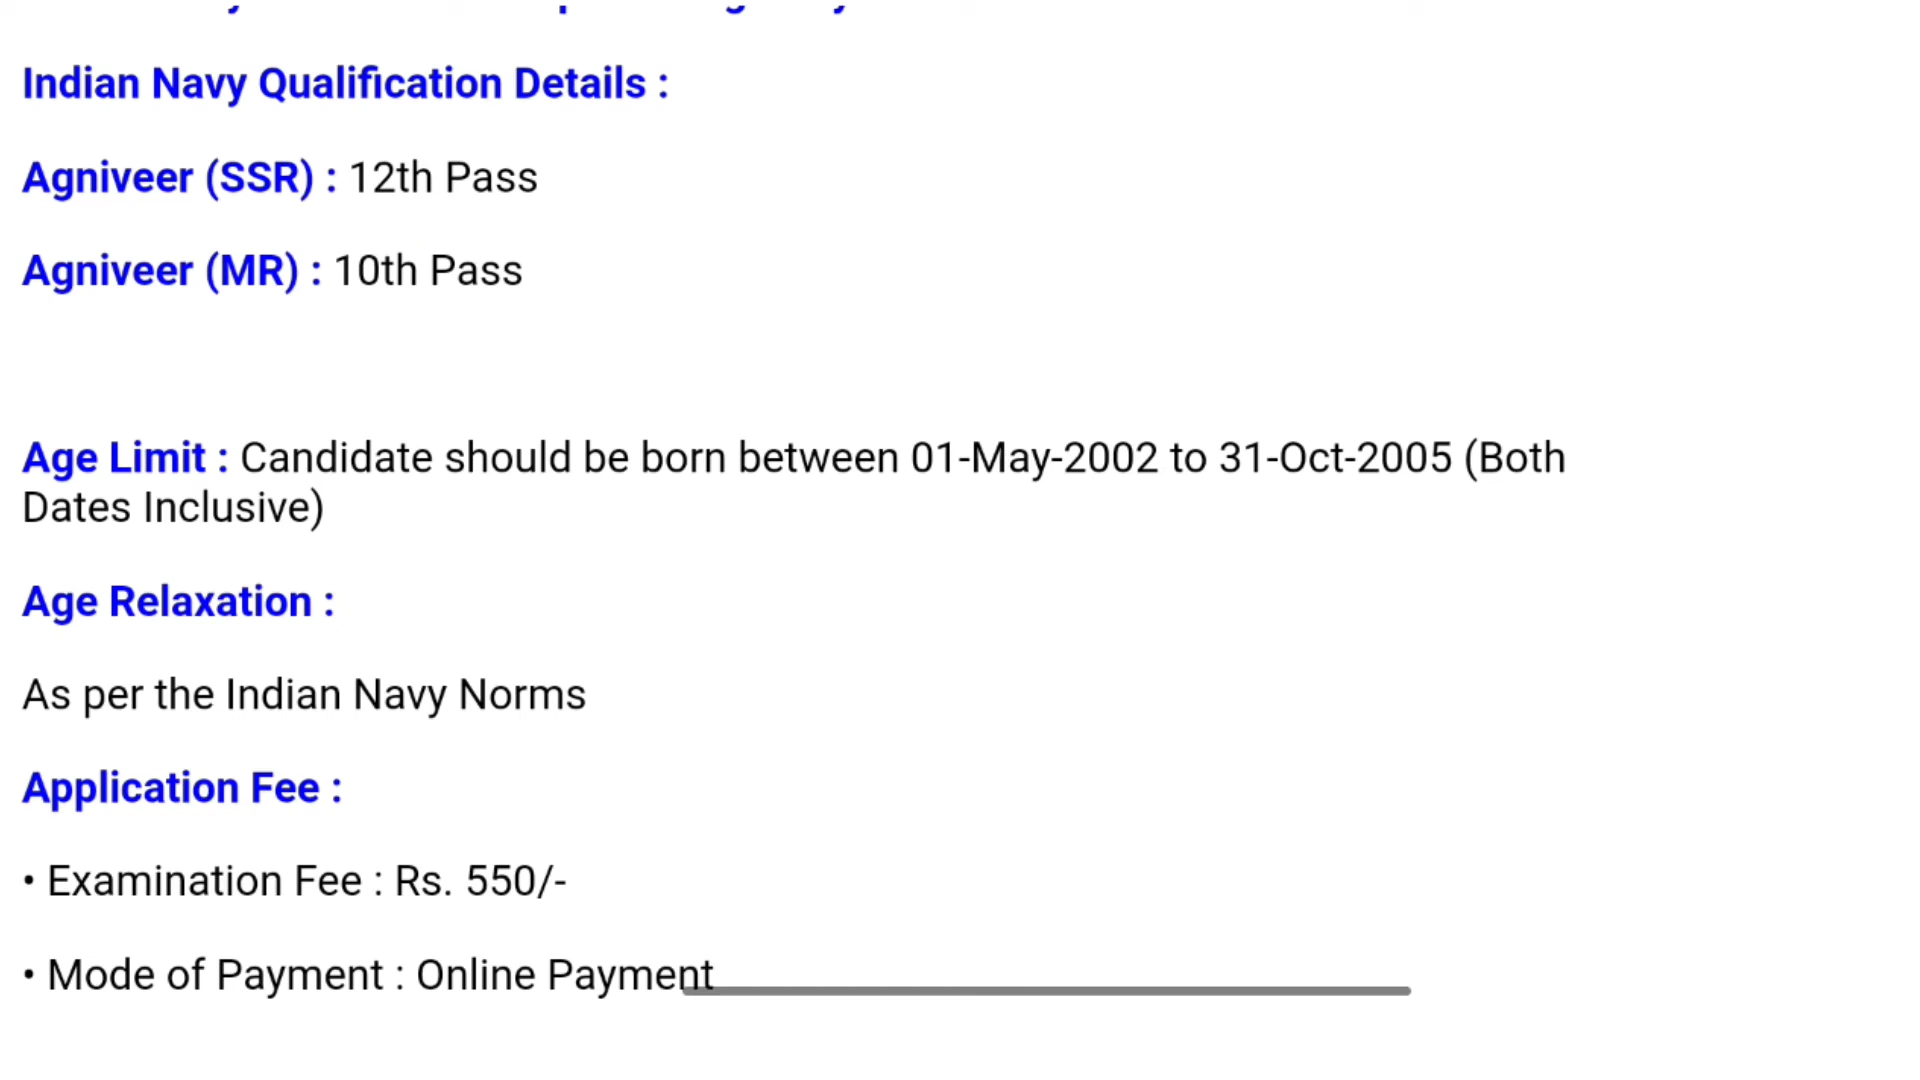 Indian Navy Qualification Details :
Agniveer (SSR) : 12th Pass
Agniveer (MR) : 10th Pass
Age Limit : Candidate should be born between 01-May-2002 to 31-Oct-2005 (Both
Dates Inclusive)
Age Relaxation :
As per the Indian Navy Norms
Application Fee :
• Examination Fee : Rs. 550/-
• Mode of Payment : Online Payment